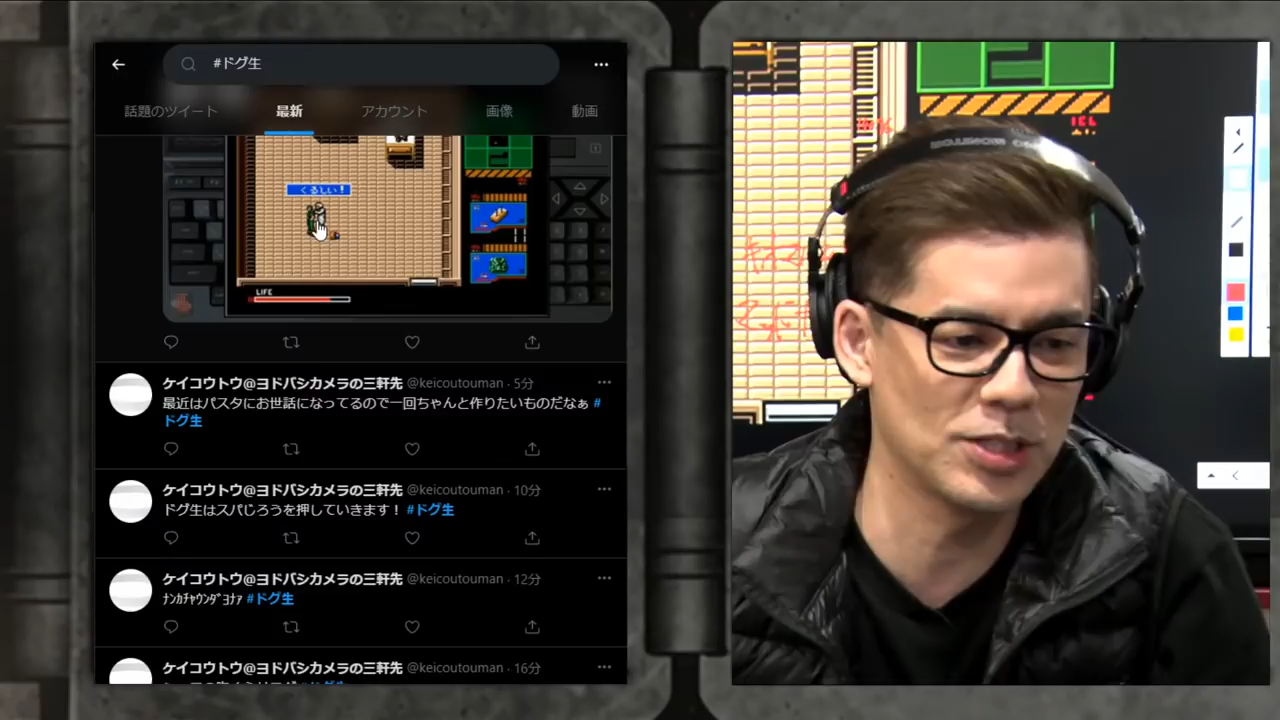 #ドグ生
話題のツイート 最新 アカウント 画像 動画
くるしい!
LIFE
ケイコウトウ@ヨドバシカメラの三軒先 @keicoutouman · 5分
最近はパスタにお世話になってるので一回ちゃんと作りたいものだなぁ #
ドグ生
ケイコウトウ@ヨドバシカメラの三軒先 @keicoutouman · 10分
ドグ生はスパじろうを押していきます! #ドグ生
ケイコウトウ@ヨドバシカメラの三軒先 @keicoutouman · 12分
ﾅﾝｶﾁｬｳﾝﾀﾞﾖﾅｧ #ドグ生
ケイコウトウ@ヨドバシカメラの三軒先 @keicoutouman · 16分